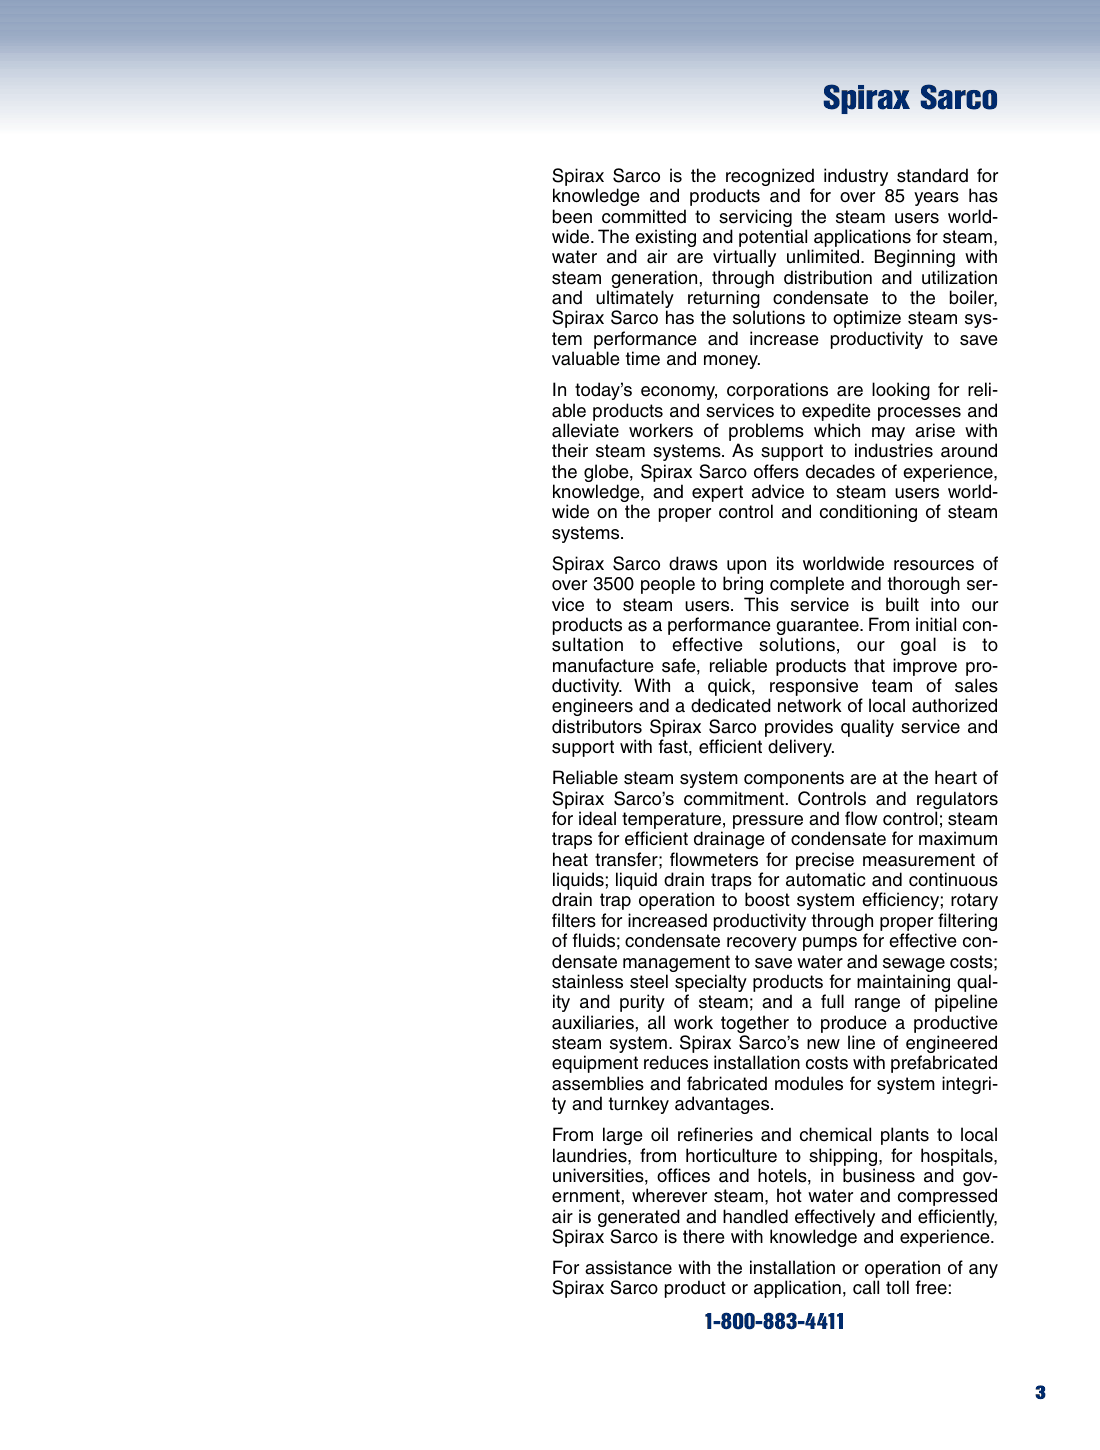 Spirax Sarco
Spirax Sarco is the recognized industry standard for
knowledge and products and for over 85 years has
been committed to servicing the steam users world-
wide. The existing and potential applications for steam,
water and air are virtually unlimited. Beginning with
steam generation, through distribution and utilization
and ultimately returning condensate to the boiler,
Spirax Sarco has the solutions to optimize steam sys-
tem performance and increase productivity to save
valuable time and money.
In today’s economy, corporations are looking for reli-
able products and services to expedite processes and
alleviate workers of problems which may arise with
their steam systems. As support to industries around
the globe, Spirax Sarco offers decades of experience,
knowledge, and expert advice to steam users world-
wide on the proper control and conditioning of steam
systems.
Spirax Sarco draws upon its worldwide resources of
over 3500 people to bring complete and thorough ser-
vice to steam users. This service is built into our
products as a performance guarantee. From initial con-
sultation to effective solutions, our goal is to
manufacture safe, reliable products that improve pro-
ductivity. With a quick, responsive team of sales
engineers and a dedicated network of local authorized
distributors Spirax Sarco provides quality service and
support with fast, efficient delivery.
Reliable steam system components are at the heart of
Spirax Sarco’s commitment. Controls and regulators
for ideal temperature, pressure and flow control; steam
traps for efficient drainage of condensate for maximum
heat transfer; flowmeters for precise measurement of
liquids; liquid drain traps for automatic and continuous
drain trap operation to boost system efficiency; rotary
filters for increased productivity through proper filtering
of fluids; condensate recovery pumps for effective con-
densate management to save water and sewage costs;
stainless steel specialty products for maintaining qual-
ity and purity of steam; and a full range of pipeline
auxiliaries, all work together to produce a productive
steam system. Spirax Sarco’s new line of engineered
equipment reduces installation costs with prefabricated
assemblies and fabricated modules for system integri-
ty and turnkey advantages.
From large oil refineries and chemical plants to local
laundries, from horticulture to shipping, for hospitals,
universities, offices and hotels, in business and gov-
ernment, wherever steam, hot water and compressed
air is generated and handled effectively and efficiently,
Spirax Sarco is there with knowledge and experience.
For assistance with the installation or operation of any
Spirax Sarco product or application, call toll free:
1-800-883-4411
3